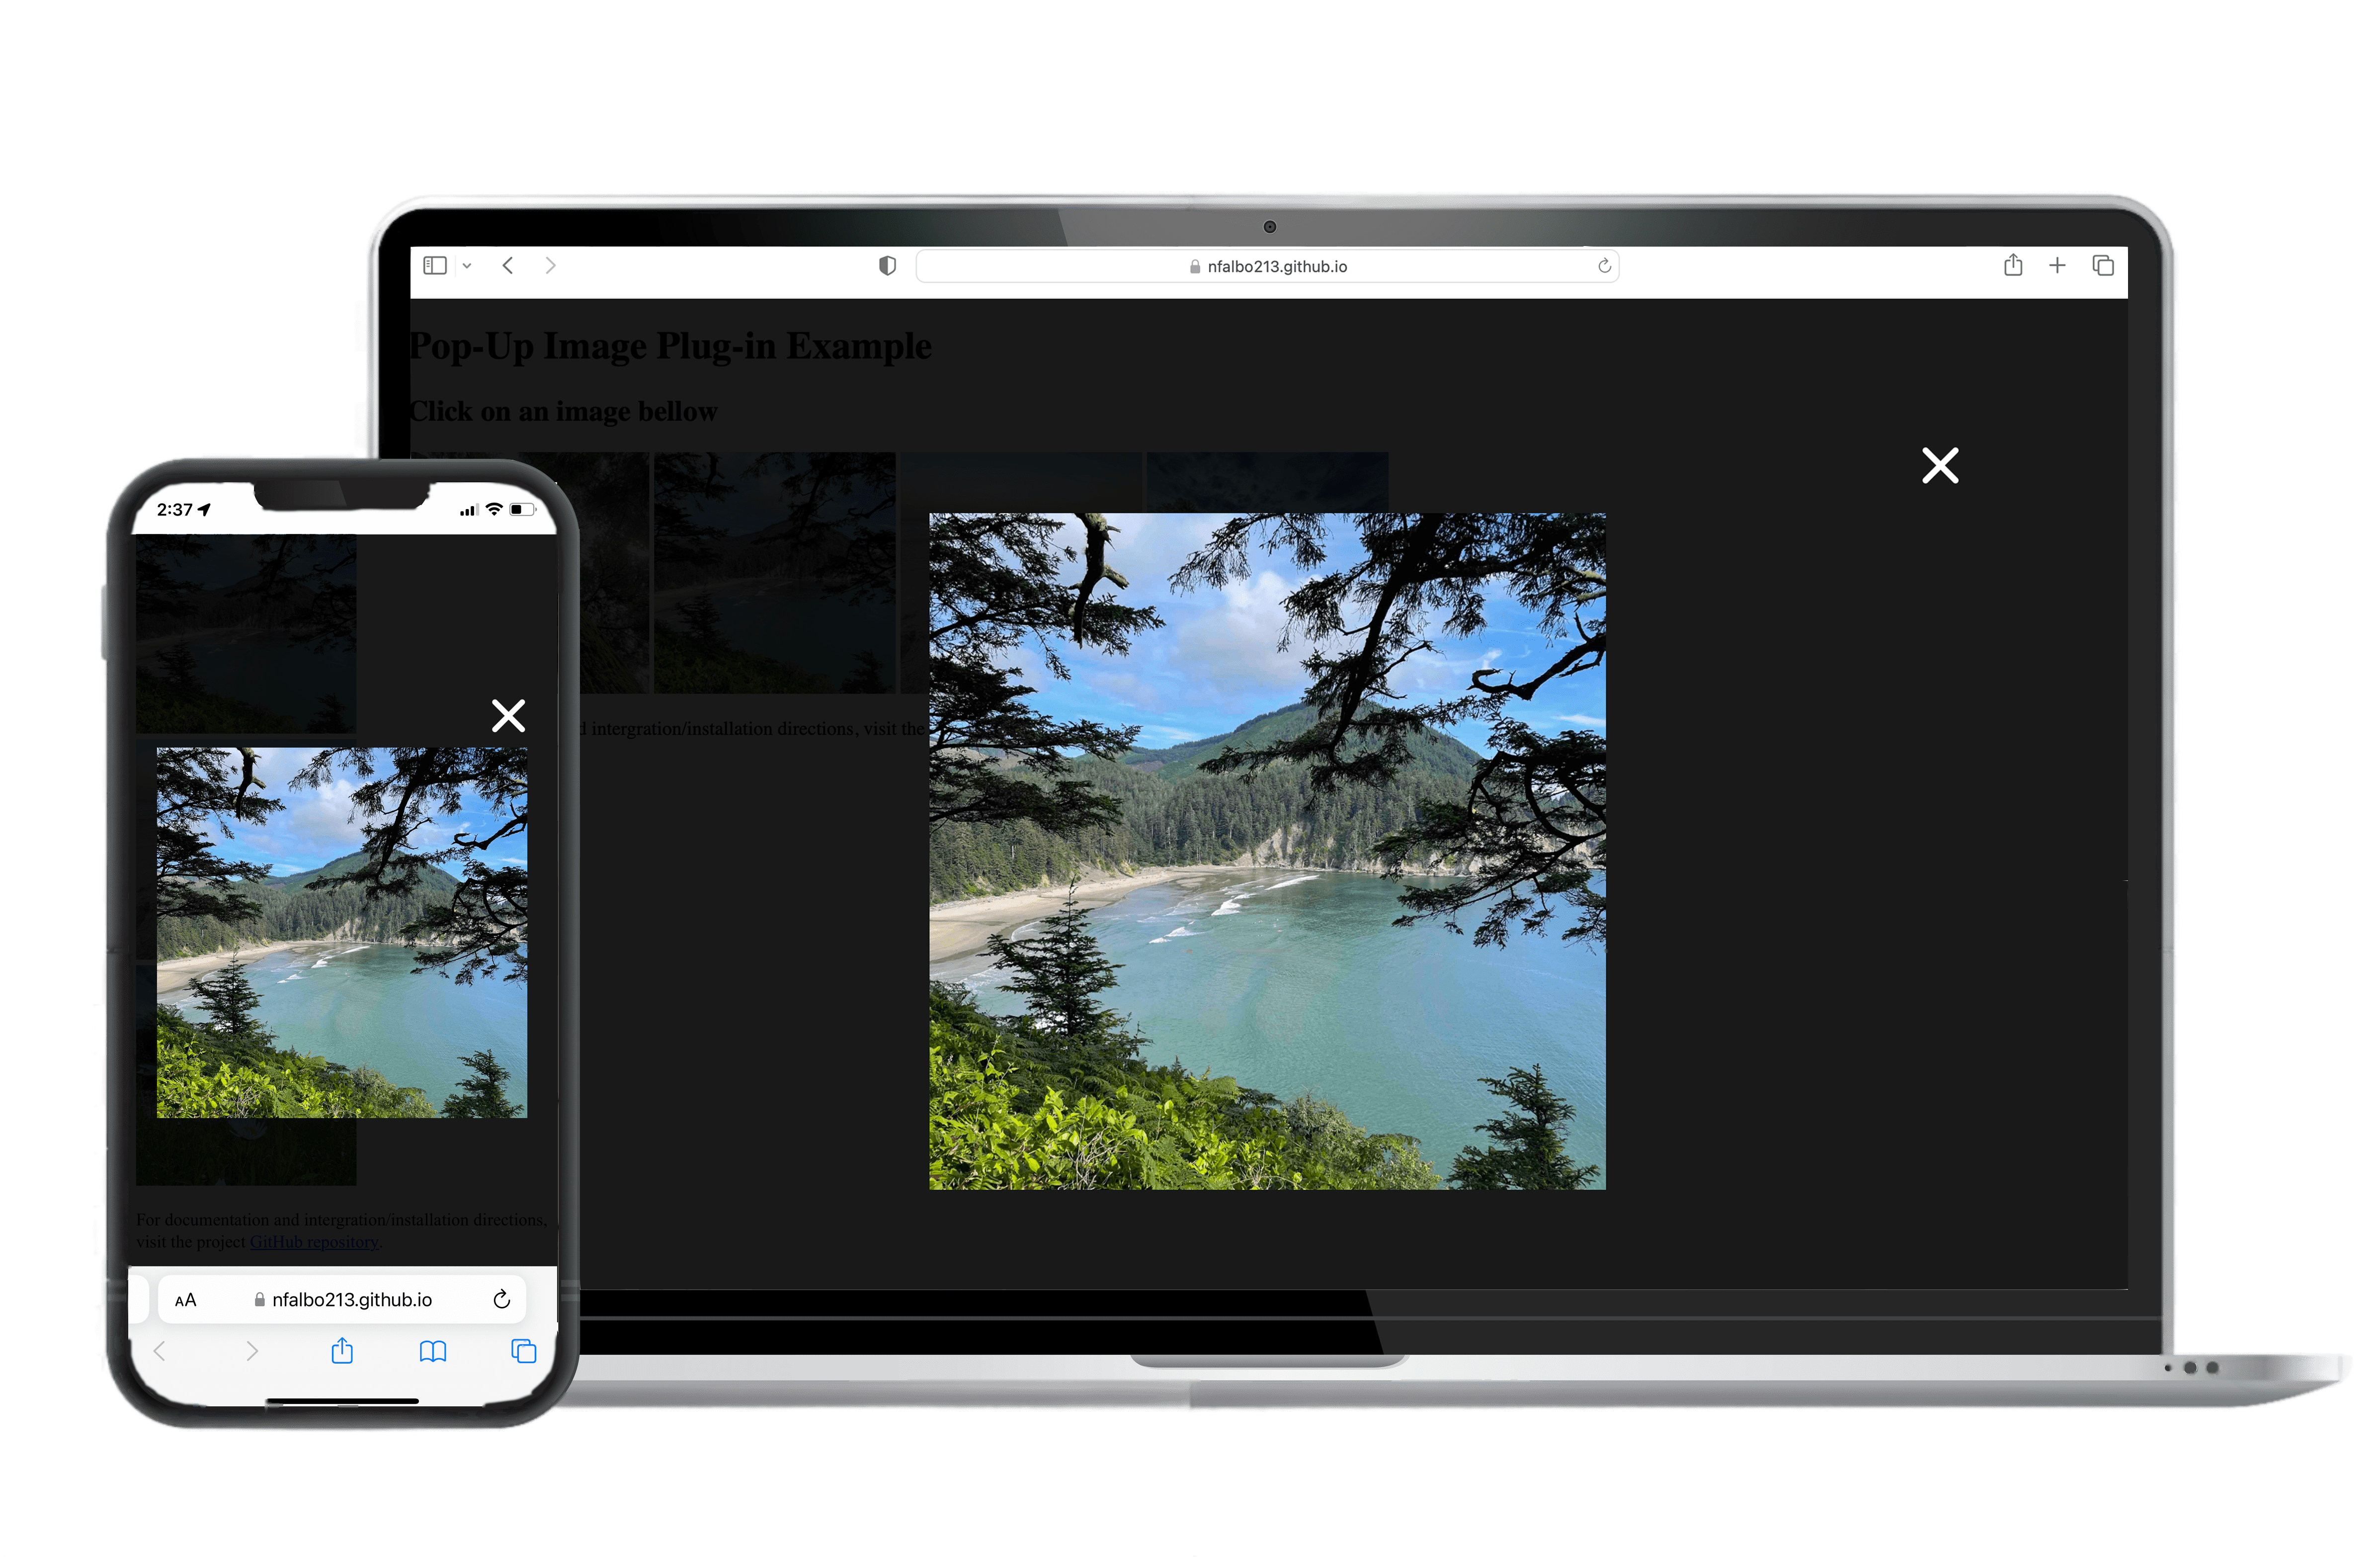 nfalbo213.github.io
Pop-Up Image Plug-in Example
Click on an image bellow
intergration/installation directions, visit the
2:37
For documentation and intergration/installation directions,
visit the project GitHub repository.
AA
nfalbo213.github.io